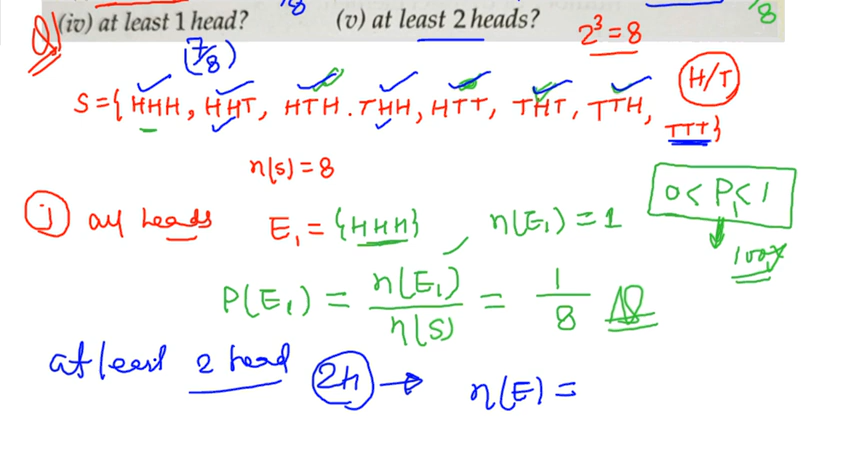 (iv) at least 1 head? (v) at least 2 heads?
(7/8) 2³ = 8
S = { HHH, HHT, HTH. THH, HTT, THT, TTH,
TTT}
H/T
n(s) = 8
0 < P₁ < 1
100%
i all heads E₁ = {HHH} n(E₁) = 1
P(E₁) = n(E₁)/n(S) = 1/8
at least 2 head 2h → n(E) =